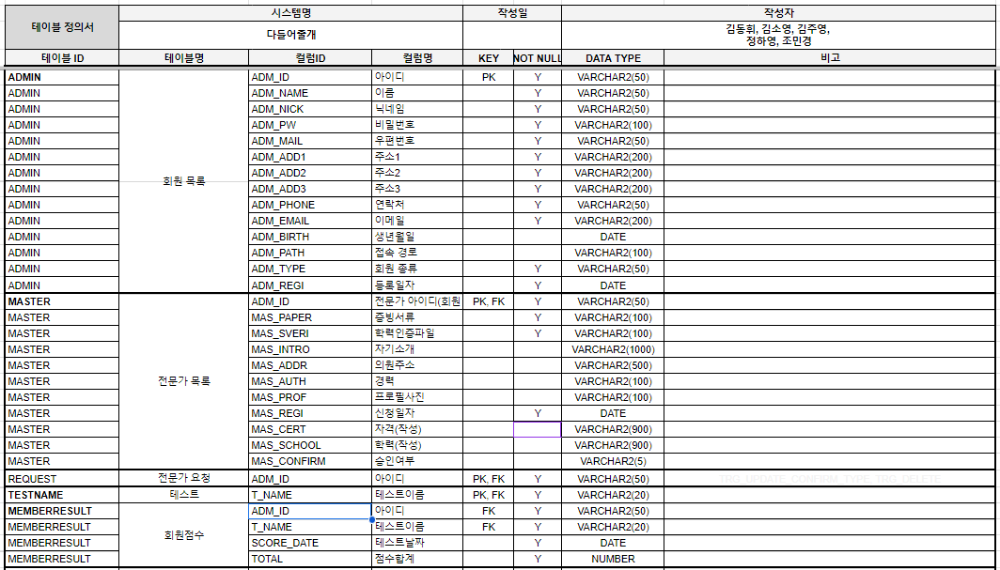 테이블 정의서 시스템명 작성일 작성자
다듬어줄개 김동휘, 김소영, 김주영,
정하영, 조민경
테이블 ID 테이블명 컬럼ID 컬럼명 KEY NOT NULL DATA TYPE 비고
ADMIN 회원 목록 ADM_ID 아이디 PK Y VARCHAR2(50)
ADMIN ADM_NAME 이름 Y VARCHAR2(50)
ADMIN ADM_NICK 닉네임 Y VARCHAR2(50)
ADMIN ADM_PW 비밀번호 Y VARCHAR2(100)
ADMIN ADM_MAIL 우편번호 Y VARCHAR2(50)
ADMIN ADM_ADD1 주소1 Y VARCHAR2(200)
ADMIN ADM_ADD2 주소2 Y VARCHAR2(200)
ADMIN ADM_ADD3 주소3 Y VARCHAR2(200)
ADMIN ADM_PHONE 연락처 Y VARCHAR2(50)
ADMIN ADM_EMAIL 이메일 Y VARCHAR2(200)
ADMIN ADM_BIRTH 생년월일 DATE
ADMIN ADM_PATH 접속 경로 VARCHAR2(100)
ADMIN ADM_TYPE 회원 종류 Y VARCHAR2(50)
ADMIN ADM_REGI 등록일자 Y DATE
MASTER 전문가 목록 ADM_ID 전문가 아이디(회원 PK, FK Y VARCHAR2(50)
MASTER MAS_PAPER 증빙서류 Y VARCHAR2(100)
MASTER MAS_SVERI 학력인증파일 Y VARCHAR2(100)
MASTER MAS_INTRO 자기소개 VARCHAR2(1000)
MASTER MAS_ADDR 의원주소 VARCHAR2(500)
MASTER MAS_AUTH 경력 VARCHAR2(100)
MASTER MAS_PROF 프로필사진 VARCHAR2(100)
MASTER MAS_REGI 신청일자 Y DATE
MASTER MAS_CERT 자격(작성) VARCHAR2(900)
MASTER MAS_SCHOOL 학력(작성) VARCHAR2(900)
MASTER MAS_CONFIRM 승인여부 VARCHAR2(5)
REQUEST 전문가 요청 ADM_ID 아이디 PK, FK Y VARCHAR2(50) TRG_UPDATE_CONFIRM_TYPE, TRG_DELETE
TESTNAME 테스트 T_NAME 테스트이름 PK, FK Y VARCHAR2(20)
MEMBERRESULT 회원점수 ADM_ID 아이디 FK Y VARCHAR2(50)
MEMBERRESULT T_NAME 테스트이름 FK Y VARCHAR2(20)
MEMBERRESULT SCORE_DATE 테스트날짜 Y DATE
MEMBERRESULT TOTAL 점수합계 Y NUMBER